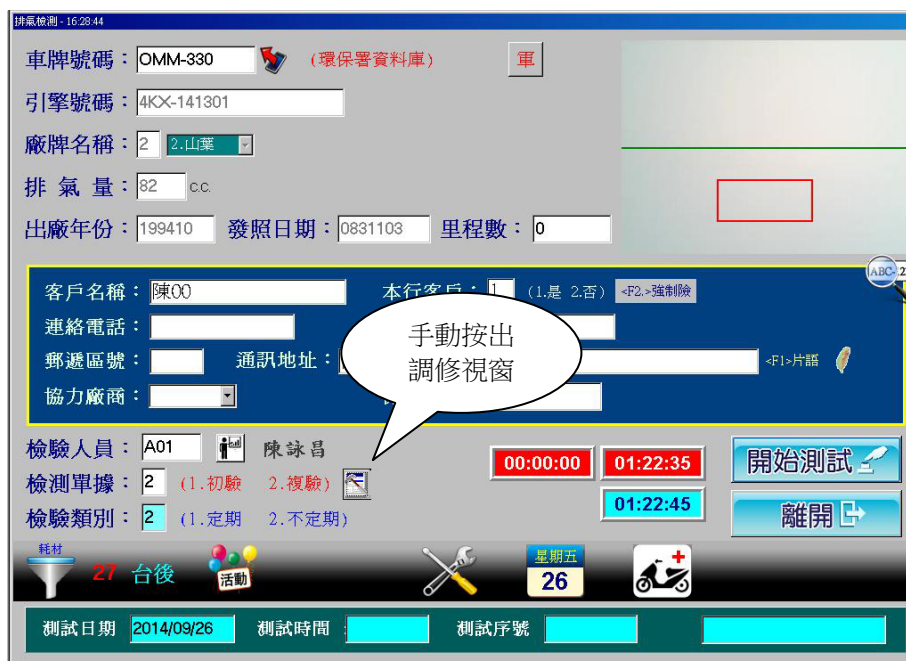 排氣檢測 - 16:28:44
車牌號碼：OMM-330 (環保署資料庫) 軍
引擎號碼：4KX-141301
廠牌名稱：2 2.山葉
排 氣 量：82 c.c.
出廠年份：199410 發照日期：0831103 里程數：0
ABC
客戶名稱：陳OO 本行客戶：1 (1.是 2.否) <F2.>強制險
連絡電話：
手動按出
調修視窗
郵遞區號： 通訊地址： <F1>片語
協力廠商：
檢驗人員：A01 陳詠昌
00:00:00 01:22:35 開始測試
檢測單據：2 (1.初驗 2.複驗)
01:22:45 離開
檢驗類別：2 (1.定期 2.不定期)
耗材
27 台後 活動 星期五
26
測試日期 2014/09/26 測試時間： 測試序號